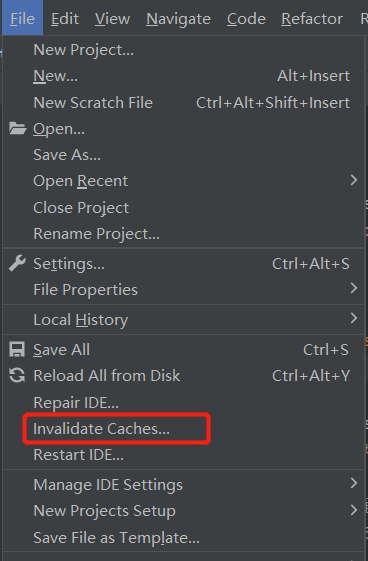 File Edit View Navigate Code Refactor
New Project...
New... Alt+Insert
New Scratch File Ctrl+Alt+Shift+Insert
Open...
Save As...
Open Recent
Close Project
Rename Project...
Settings... Ctrl+Alt+S
File Properties
Local History
Save All Ctrl+S
Reload All from Disk Ctrl+Alt+Y
Repair IDE...
Invalidate Caches...
Restart IDE...
Manage IDE Settings
New Projects Setup
Save File as Template...